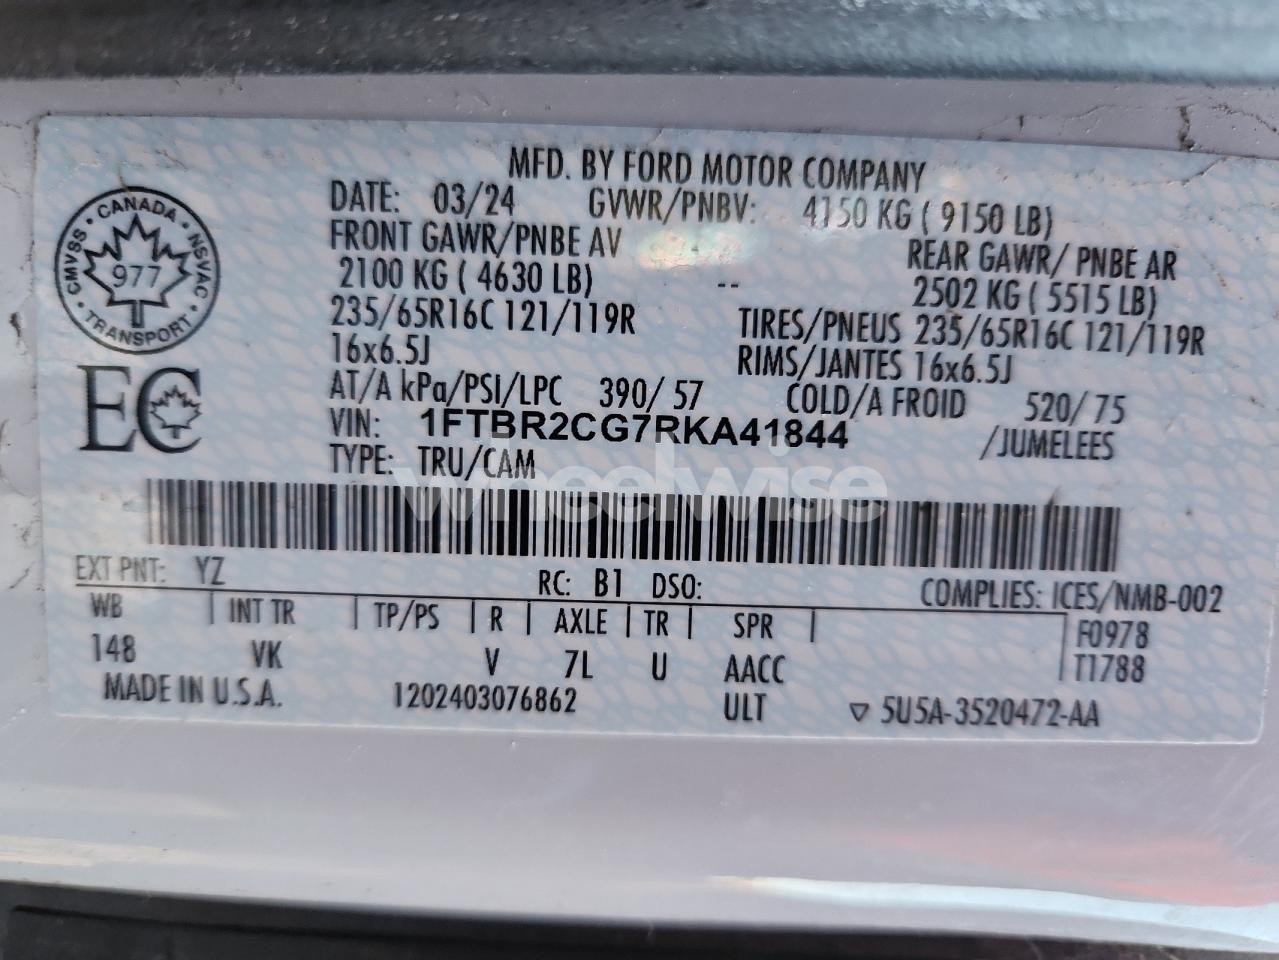 MFD. BY FORD MOTOR COMPANY
DATE: 03/24 GVWR/PNBV: 4150 KG ( 9150 LB)
FRONT GAWR/PNBE AV REAR GAWR/ PNBE AR
2100 KG ( 4630 LB) -- 2502 KG ( 5515 LB)
235/65R16C 121/119R TIRES/PNEUS 235/65R16C 121/119R
16x6.5J RIMS/JANTES 16x6.5J
AT/A kPa/PSI/LPC 390/ 57 COLD/A FROID 520/ 75
VIN: 1FTBR2CG7RKA41844 /JUMELEES
TYPE: TRU/CAM
CANADA
CMVSS • NSVAC
977
TRANSPORT
EC
wheelwise
EXT PNT: YZ RC: B1 DSO: COMPLIES: ICES/NMB-002
WB | INT TR | TP/PS | R | AXLE | TR | SPR | F0978
148 VK V 7L U AACC T1788
MADE IN U.S.A. 1202403076862 ULT ▽ 5U5A-3520472-AA